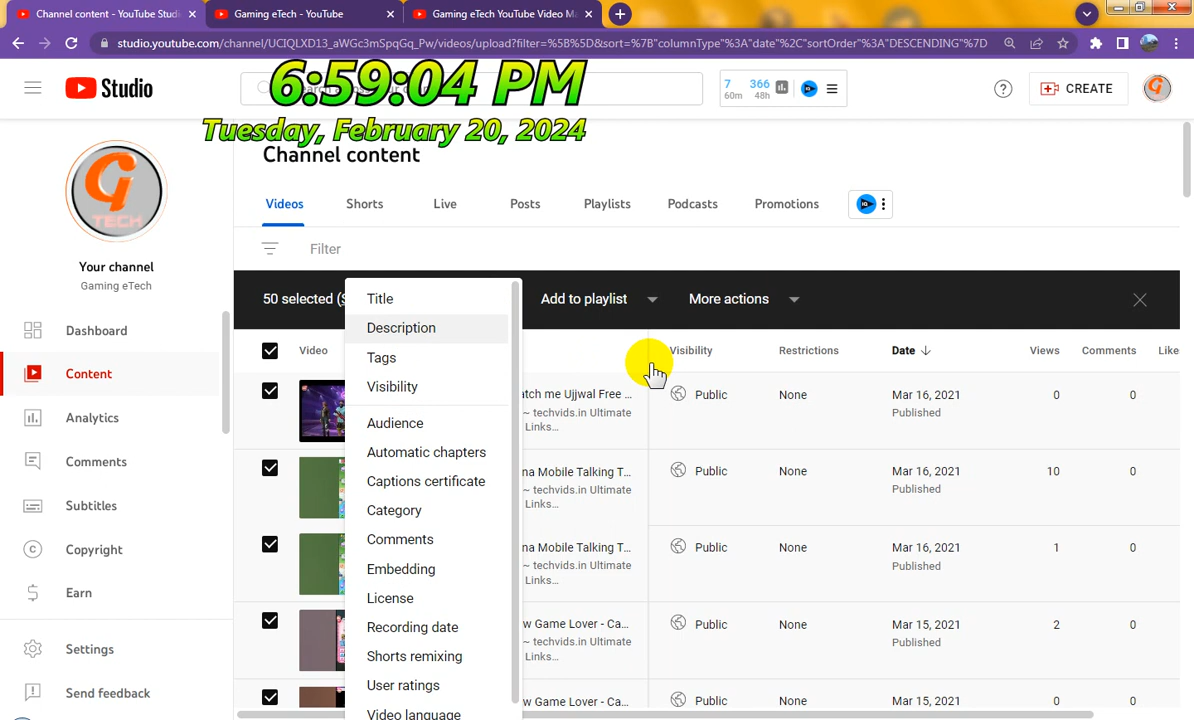 Channel content - YouTube Studi
Gaming eTech - YouTube
Gaming eTech YouTube Video Ma
studio.youtube.com/channel/UCIQLXD13_aWGc3mSpqGq_Pw/videos/upload?filter=%5B%5D&sort=%7B"columnType"%3A"date"%2C"sortOrder"%3A"DESCENDING"%7D
Studio
7 60m
366 48h
CREATE
6:59:04 PM
Tuesday, February 20, 2024
Channel content
Videos Shorts Live Posts Playlists Podcasts Promotions
Filter
TECH
Your channel
Gaming eTech
Dashboard
Content
Analytics
Comments
Subtitles
Copyright
Earn
Settings
Send feedback
50 selected
Add to playlist
More actions
Title
Description
Tags
Visibility
Audience
Automatic chapters
Captions certificate
Category
Comments
Embedding
License
Recording date
Shorts remixing
User ratings
Video language
Video Visibility Restrictions Date Views Comments Like
atch me Ujjwal Free ...
~ techvids.in Ultimate
Links...
Public None Mar 16, 2021 0 0
Published
ma Mobile Talking T...
~ techvids.in Ultimate
Links...
Public None Mar 16, 2021 10 0
Published
ma Mobile Talking T...
~ techvids.in Ultimate
Links...
Public None Mar 16, 2021 1 0
Published
w Game Lover - Ca...
~ techvids.in Ultimate
Links...
Public None Mar 15, 2021 2 0
Published
w Game Lover - Ca...
Public None Mar 15, 2021 0 0